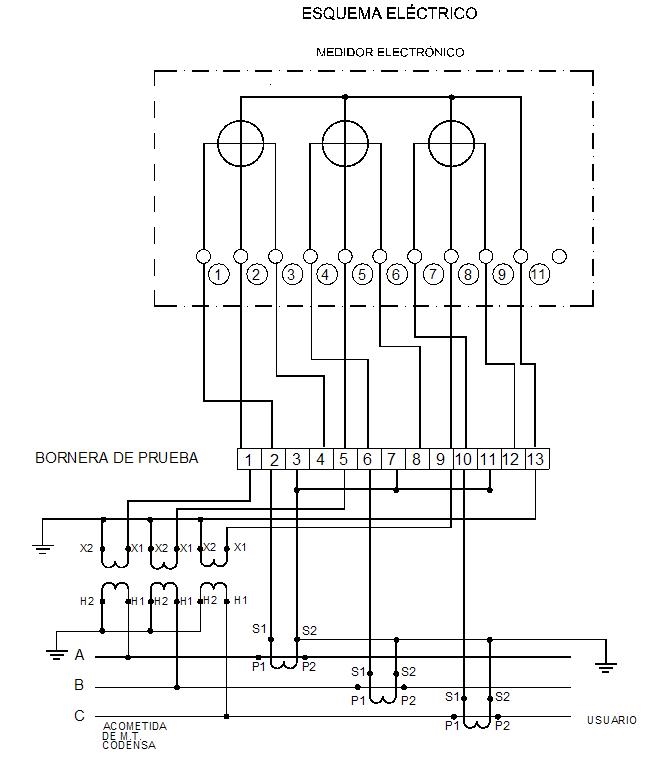 ESQUEMA ELÉCTRICO
MEDIDOR ELECTRÓNICO
1 2 3 4 5 6 7 8 9 11
BORNERA DE PRUEBA 1 2 3 4 5 6 7 8 9 10 11 12 13
X2 X1 X2 X1 X2 X1
H2 H1 H2 H1 H2 H1
S1 S2
A P1 P2
S1 S2
B
S1 S2
P1 P2
C P1 P2 USUARIO
ACOMETIDA
DE M.T.
CODENSA